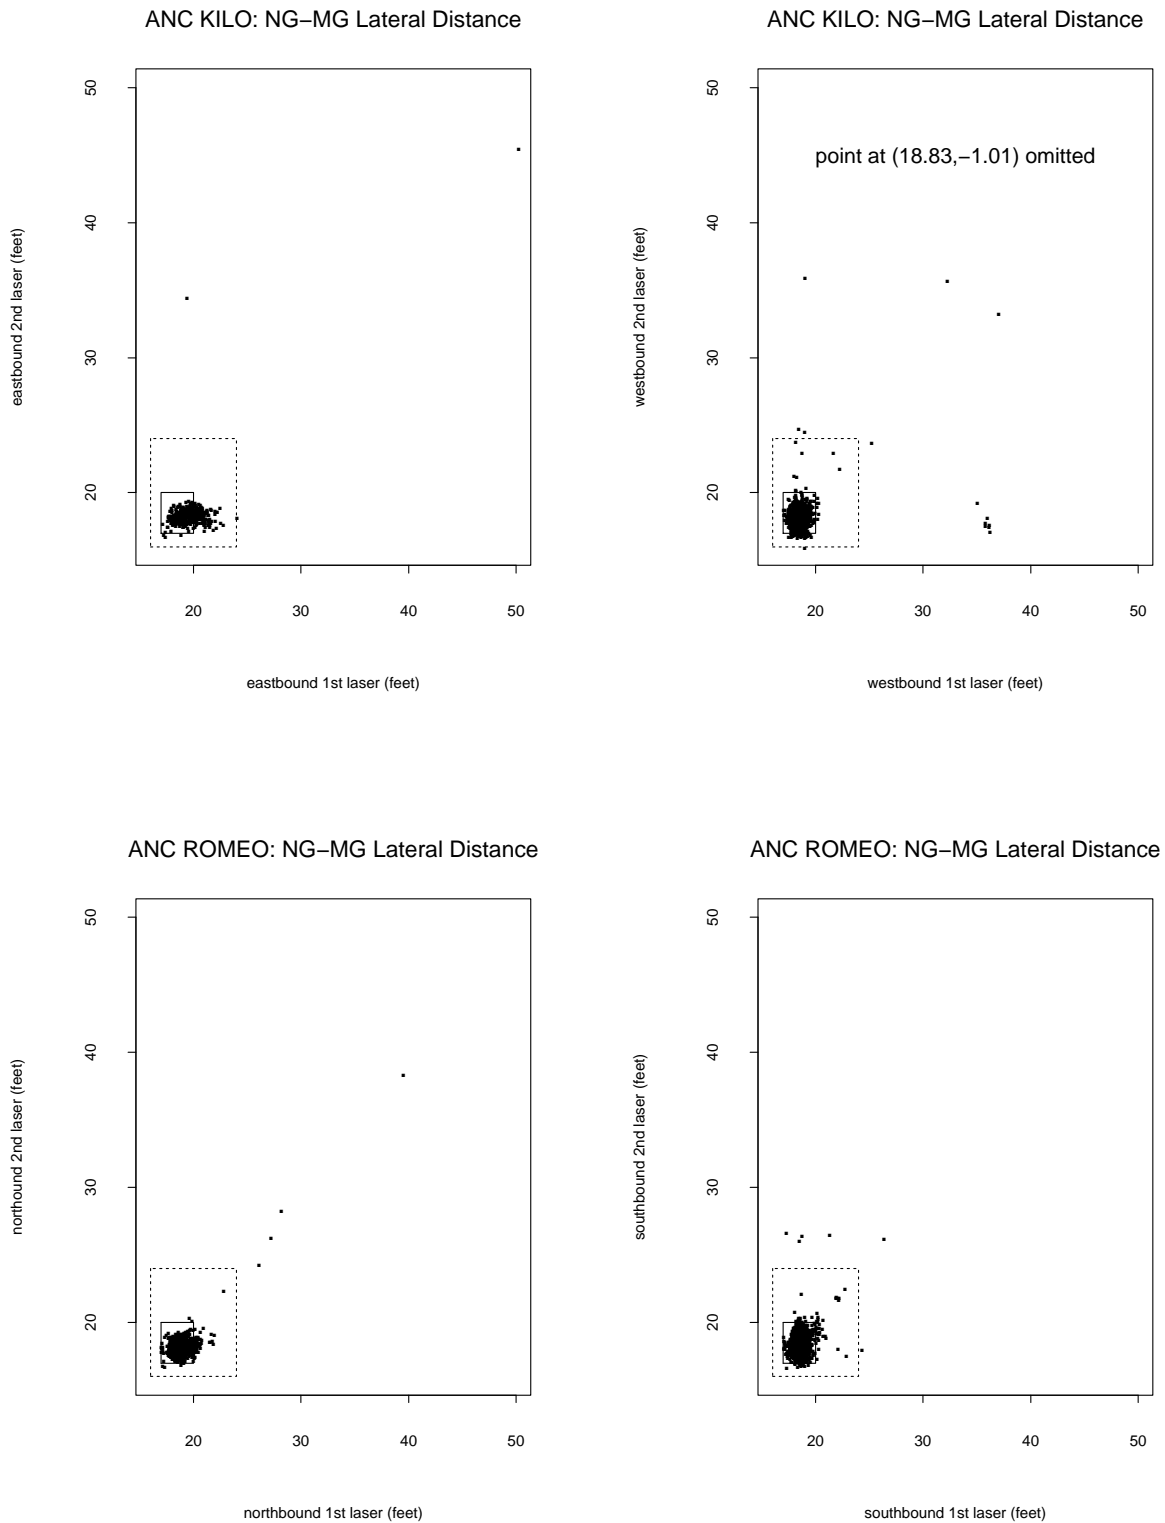 ANC KILO: NG−MG Lateral Distance
eastbound 2nd laser (feet)
50
40
30
20
20 30 40 50
eastbound 1st laser (feet)
ANC KILO: NG−MG Lateral Distance
point at (18.83,−1.01) omitted
westbound 2nd laser (feet)
50
40
30
20
20 30 40 50
westbound 1st laser (feet)
ANC ROMEO: NG−MG Lateral Distance
northound 2nd laser (feet)
50
40
30
20
20 30 40 50
northbound 1st laser (feet)
ANC ROMEO: NG−MG Lateral Distance
southbound 2nd laser (feet)
50
40
30
20
20 30 40 50
southbound 1st laser (feet)